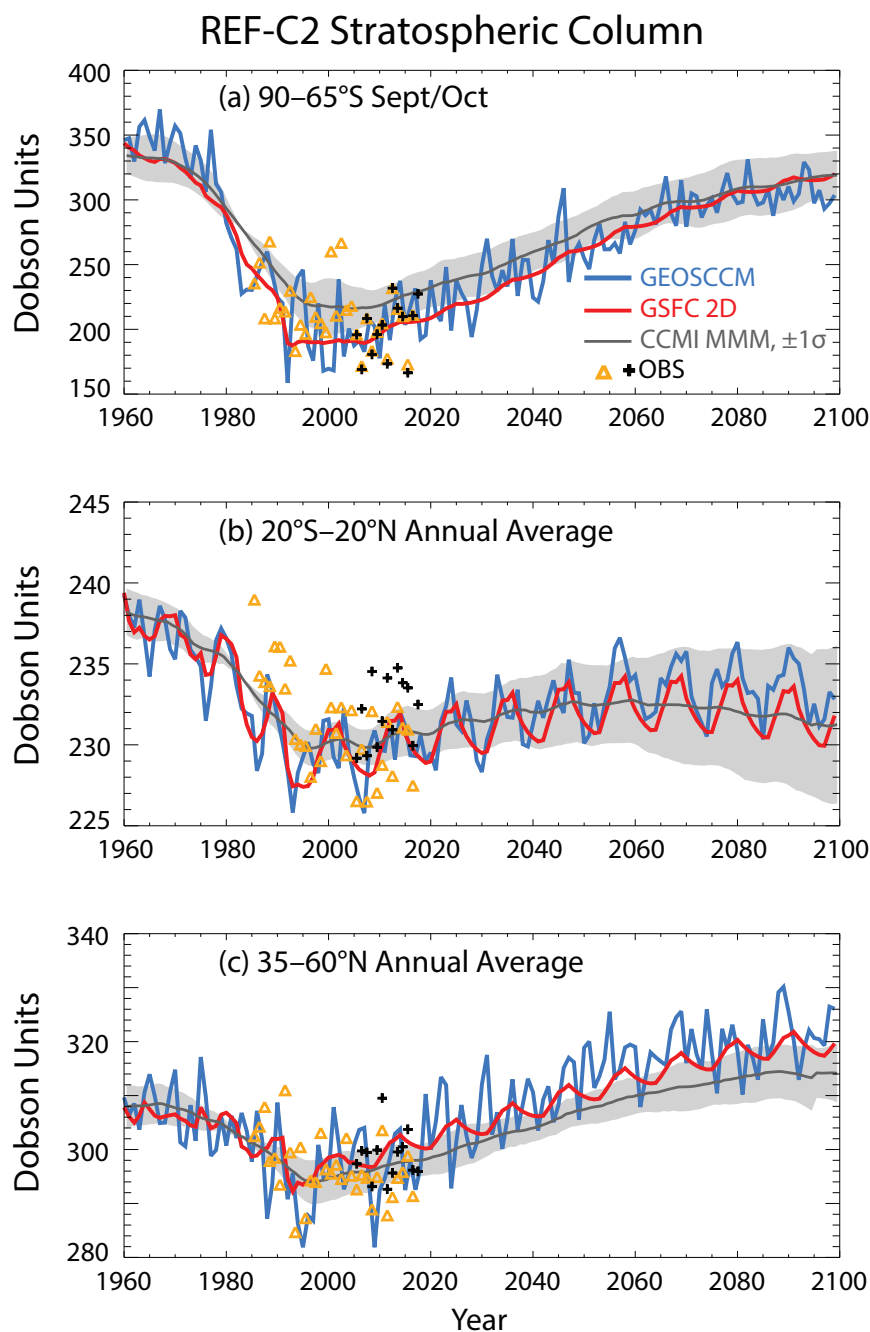 REF-C2 Stratospheric Column
(a) 90–65°S Sept/Oct
Dobson Units
400
350
300
250
200
150
GEOSCCM
GSFC 2D
CCMI MMM, ±1σ
OBS
1960 1980 2000 2020 2040 2060 2080 2100
(b) 20°S–20°N Annual Average
Dobson Units
245
240
235
230
225
1960 1980 2000 2020 2040 2060 2080 2100
(c) 35–60°N Annual Average
Dobson Units
340
320
300
280
1960 1980 2000 2020 2040 2060 2080 2100
Year